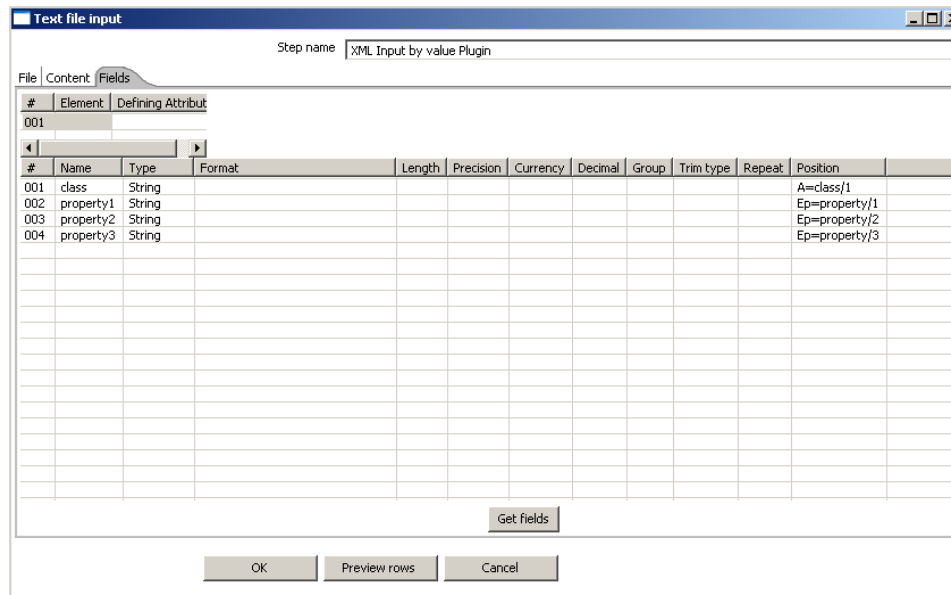 Text file input
Step name XML Input by value Plugin
File Content Fields
# Element Defining Attribut
001
# Name Type Format Length Precision Currency Decimal Group Trim type Repeat Position
001 class String A=class/1
002 property1 String Ep=property/1
003 property2 String Ep=property/2
004 property3 String Ep=property/3
Get fields
OK Preview rows Cancel